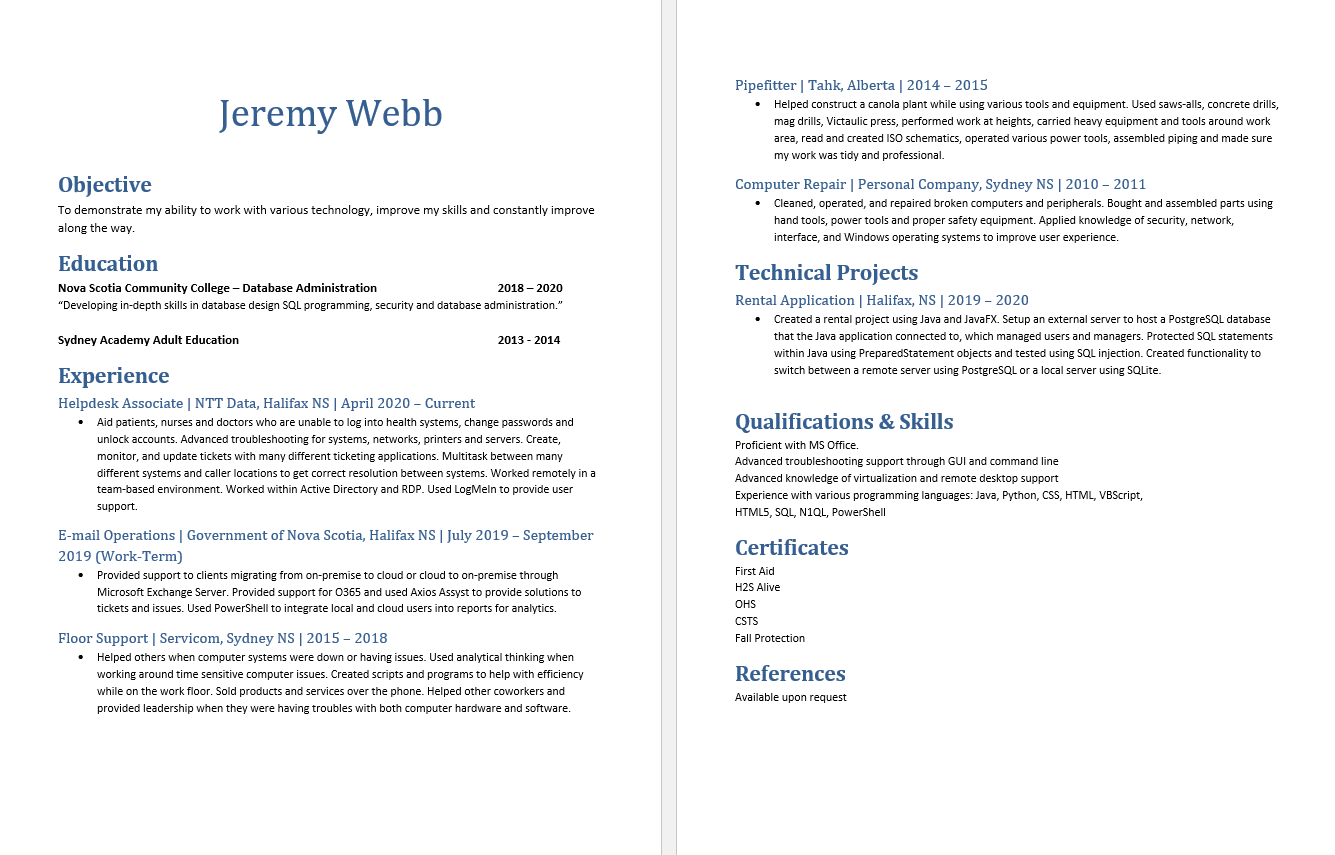 Jeremy Webb
Objective
To demonstrate my ability to work with various technology, improve my skills and constantly improve
along the way.
Education
Nova Scotia Community College – Database Administration 2018 – 2020
“Developing in-depth skills in database design SQL programming, security and database administration.”
Sydney Academy Adult Education 2013 - 2014
Experience
Helpdesk Associate | NTT Data, Halifax NS | April 2020 – Current
• Aid patients, nurses and doctors who are unable to log into health systems, change passwords and
unlock accounts. Advanced troubleshooting for systems, networks, printers and servers. Create,
monitor, and update tickets with many different ticketing applications. Multitask between many
different systems and caller locations to get correct resolution between systems. Worked remotely in a
team-based environment. Worked within Active Directory and RDP. Used LogMeIn to provide user
support.
E-mail Operations | Government of Nova Scotia, Halifax NS | July 2019 – September
2019 (Work-Term)
• Provided support to clients migrating from on-premise to cloud or cloud to on-premise through
Microsoft Exchange Server. Provided support for O365 and used Axios Assyst to provide solutions to
tickets and issues. Used PowerShell to integrate local and cloud users into reports for analytics.
Floor Support | Servicom, Sydney NS | 2015 – 2018
• Helped others when computer systems were down or having issues. Used analytical thinking when
working around time sensitive computer issues. Created scripts and programs to help with efficiency
while on the work floor. Sold products and services over the phone. Helped other coworkers and
provided leadership when they were having troubles with both computer hardware and software.
Pipefitter | Tahk, Alberta | 2014 – 2015
• Helped construct a canola plant while using various tools and equipment. Used saws-alls, concrete drills,
mag drills, Victaulic press, performed work at heights, carried heavy equipment and tools around work
area, read and created ISO schematics, operated various power tools, assembled piping and made sure
my work was tidy and professional.
Computer Repair | Personal Company, Sydney NS | 2010 – 2011
• Cleaned, operated, and repaired broken computers and peripherals. Bought and assembled parts using
hand tools, power tools and proper safety equipment. Applied knowledge of security, network,
interface, and Windows operating systems to improve user experience.
Technical Projects
Rental Application | Halifax, NS | 2019 – 2020
• Created a rental project using Java and JavaFX. Setup an external server to host a PostgreSQL database
that the Java application connected to, which managed users and managers. Protected SQL statements
within Java using PreparedStatement objects and tested using SQL injection. Created functionality to
switch between a remote server using PostgreSQL or a local server using SQLite.
Qualifications & Skills
Proficient with MS Office.
Advanced troubleshooting support through GUI and command line
Advanced knowledge of virtualization and remote desktop support
Experience with various programming languages: Java, Python, CSS, HTML, VBScript,
HTML5, SQL, N1QL, PowerShell
Certificates
First Aid
H2S Alive
OHS
CSTS
Fall Protection
References
Available upon request